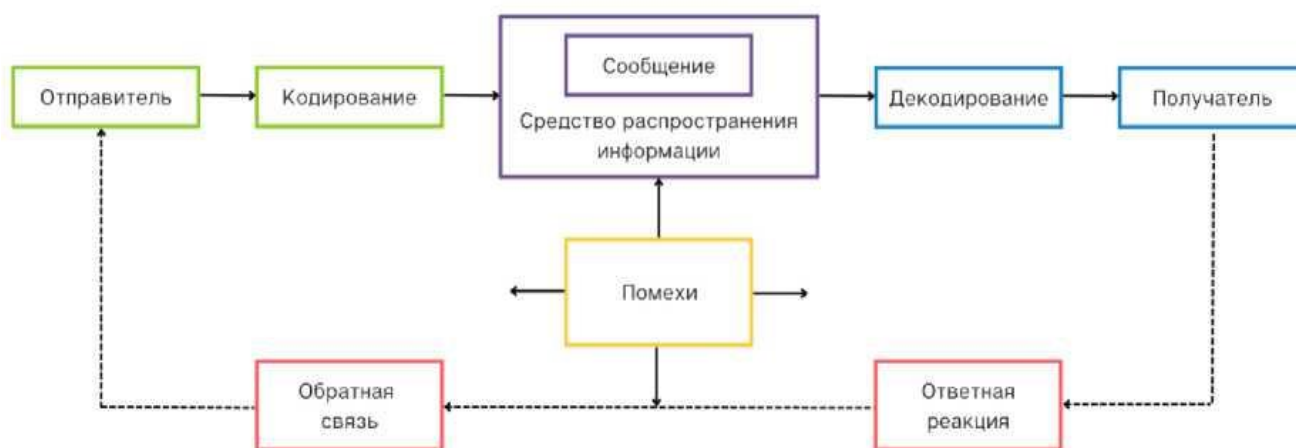 Отправитель
Кодирование
Сообщение
Средство распространения
информации
Декодирование
Получатель
Помехи
Обратная
связь
Ответная
реакция